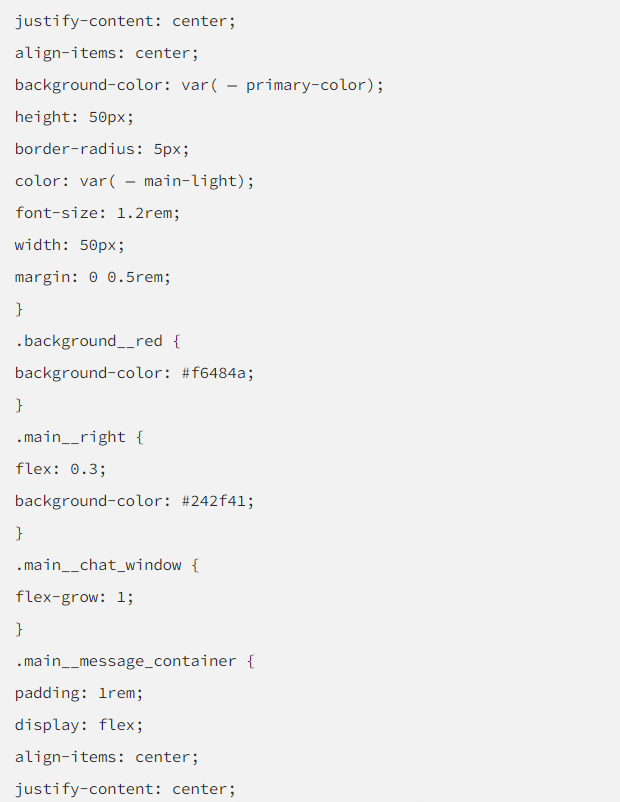 justify-content: center;
align-items: center;
background-color: var( — primary-color);
height: 50px;
border-radius: 5px;
color: var( — main-light);
font-size: 1.2rem;
width: 50px;
margin: 0 0.5rem;
}
.background__red {
background-color: #f6484a;
}
.main__right {
flex: 0.3;
background-color: #242f41;
}
.main__chat_window {
flex-grow: 1;
}
.main__message_container {
padding: 1rem;
display: flex;
align-items: center;
justify-content: center;